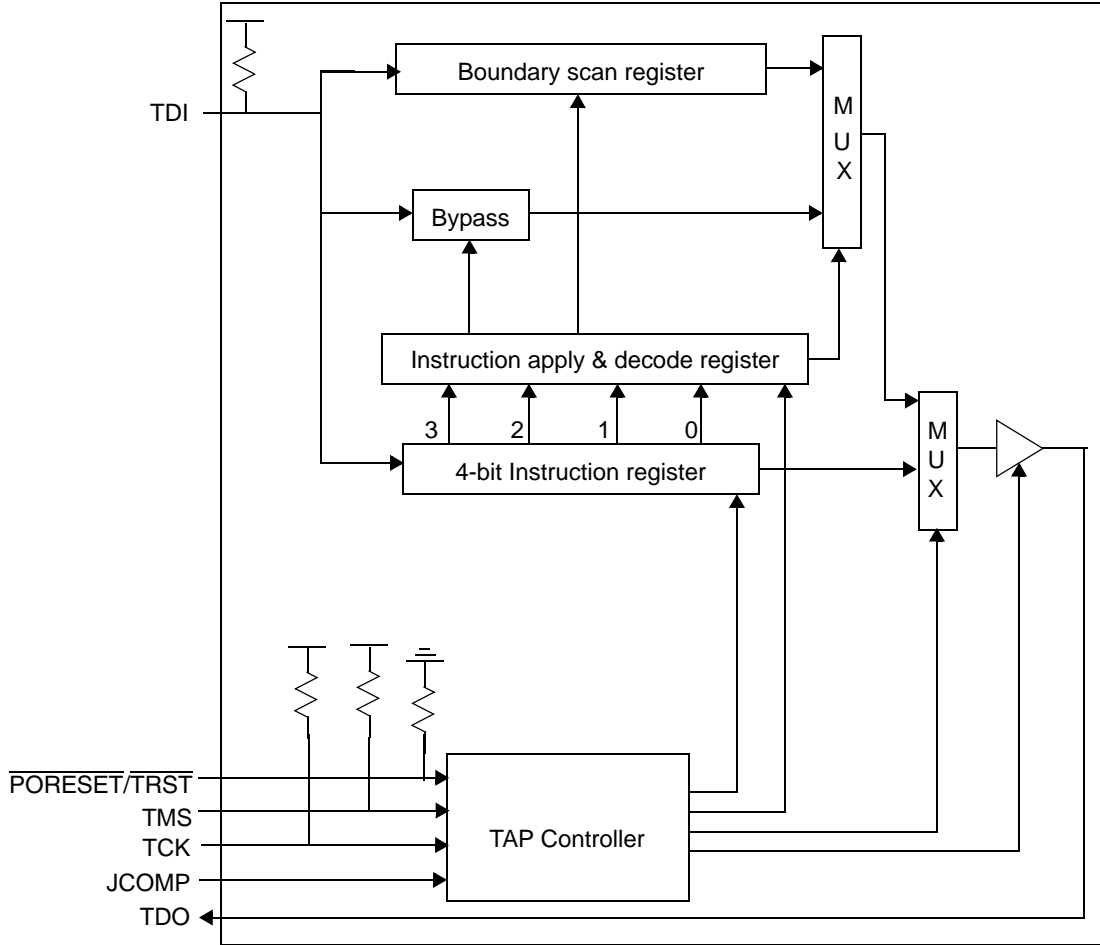 Boundary scan register
TDI
M
U
X
Bypass
Instruction apply & decode register
3 2 1 0
4-bit Instruction register
M
U
X
PORESET/TRST
TMS
TCK
JCOMP
TDO
TAP Controller